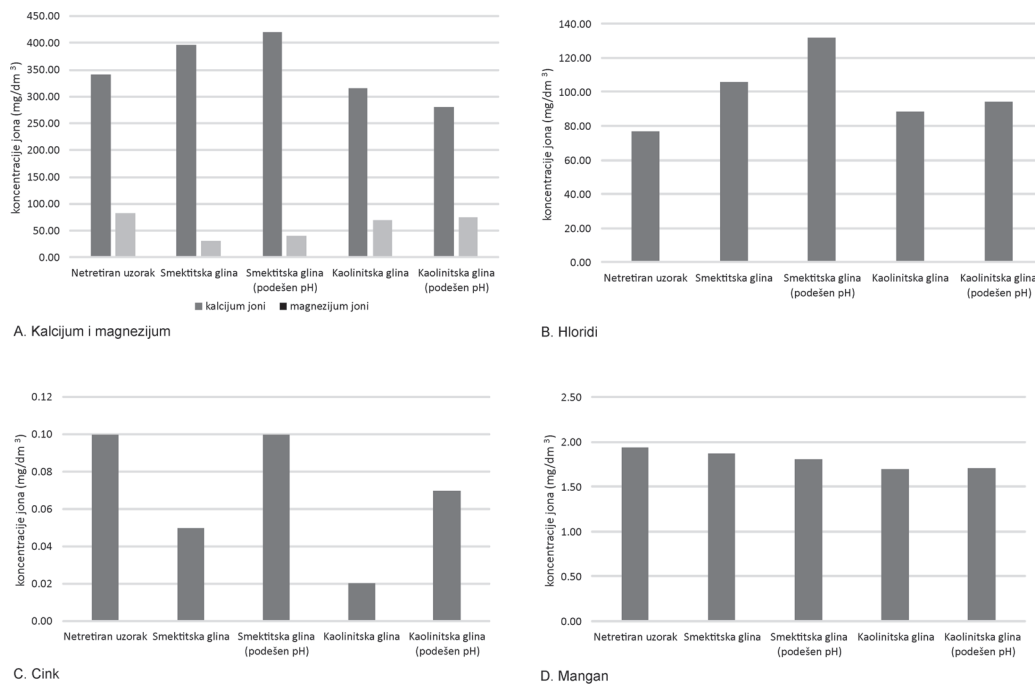 450.00
400.00
350.00
300.00
250.00
200.00
150.00
100.00
50.00
0.00
koncentracije jona (mg/dm ³)
Netretiran uzorak Smektitska glina Smektitska glina Kaolinitska glina Kaolinitska glina
(podešen pH) (podešen pH)
kalcijum joni magnezijum joni
A. Kalcijum i magnezijum
140.00
120.00
100.00
80.00
60.00
40.00
20.00
0.00
koncentracije jona (mg/dm ³)
Netretiran uzorak Smektitska glina Smektitska glina Kaolinitska glina Kaolinitska glina
(podešen pH) (podešen pH)
B. Hloridi
0.12
0.10
0.08
0.06
0.04
0.02
0.00
koncentracije jona (mg/dm ³)
Netretiran uzorak Smektitska glina Smektitska glina Kaolinitska glina Kaolinitska glina
(podešen pH) (podešen pH)
C. Cink
2.50
2.00
1.50
1.00
0.50
0.00
koncentracije jona (mg/dm ³)
Netretiran uzorak Smektitska glina Smektitska glina Kaolinitska glina Kaolinitska glina
(podešen pH) (podešen pH)
D. Mangan